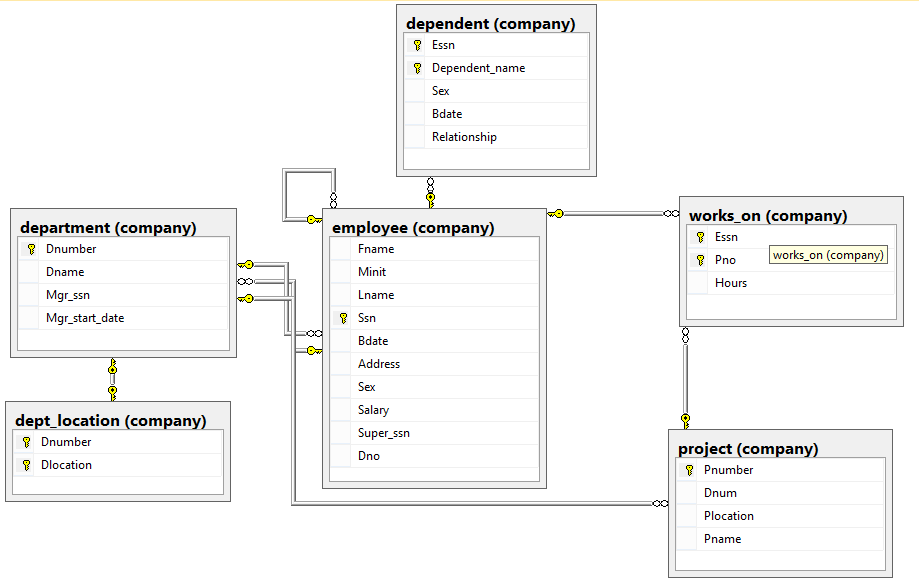 dependent (company)
Essn
Dependent_name
Sex
Bdate
Relationship
department (company)
Dnumber
Dname
Mgr_ssn
Mgr_start_date
employee (company)
Fname
Minit
Lname
Ssn
Bdate
Address
Sex
Salary
Super_ssn
Dno
works_on (company)
Essn
Pno
Hours
works_on (company)
dept_location (company)
Dnumber
Dlocation
project (company)
Pnumber
Dnum
Plocation
Pname